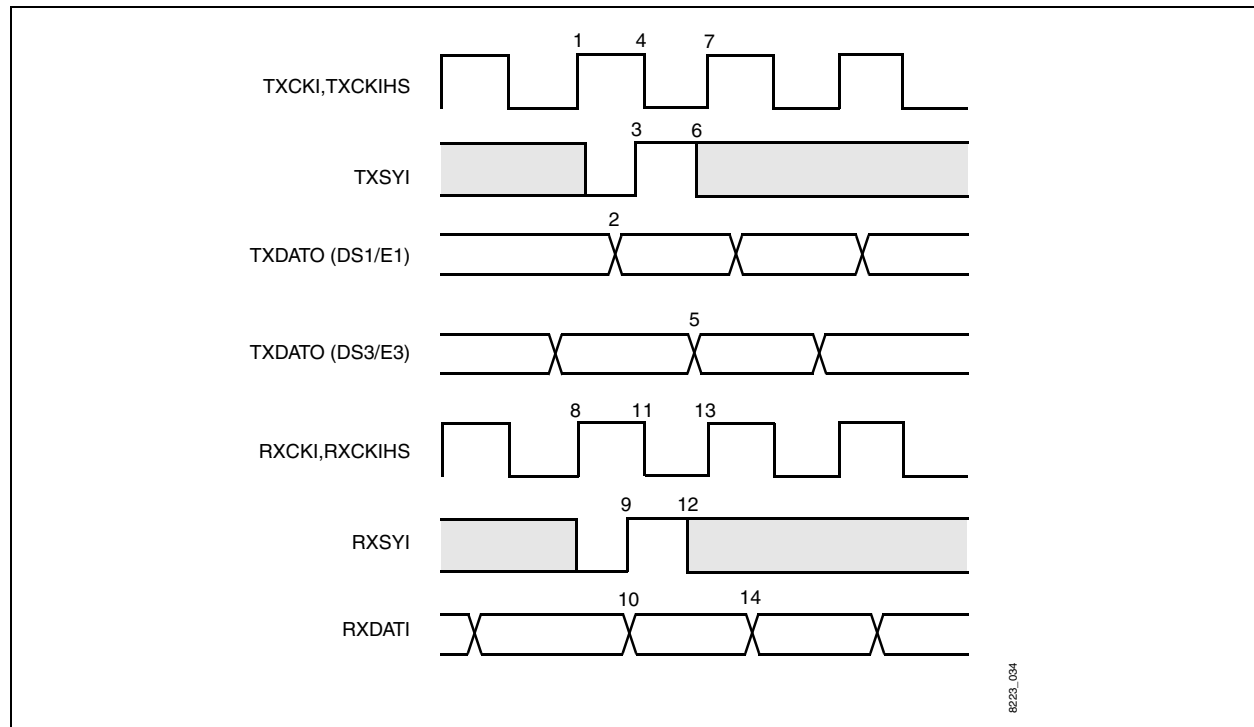 1 4 7
TXCKI,TXCKIHS
3 6
TXSYI
2
TXDATO (DS1/E1)
5
TXDATO (DS3/E3)
8 11 13
RXCKI,RXCKIHS
9 12
RXSYI
10 14
RXDATI
8223_034